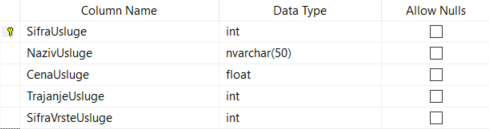 Column Name Data Type Allow Nulls
SifraUsluge int
NazivUsluge nvarchar(50)
CenaUsluge float
TrajanjeUsluge int
SifraVrsteUsluge int